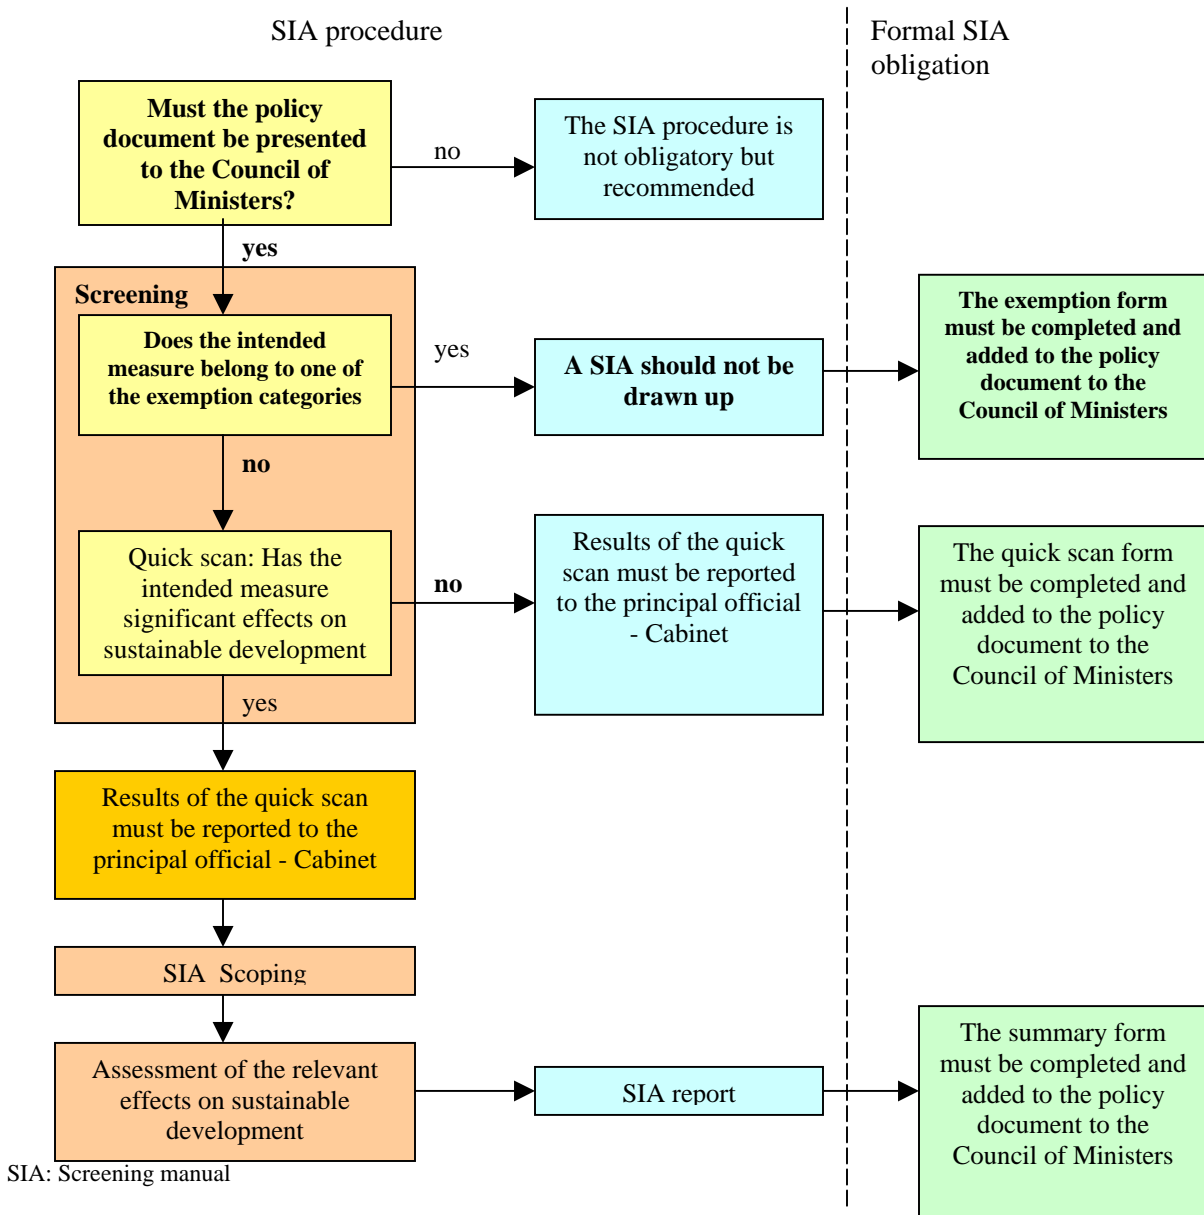 SIA procedure
Formal SIA
obligation
Must the policy
document be presented
to the Council of
Ministers?
no
The SIA procedure is
not obligatory but
recommended
yes
Screening
Does the intended
measure belong to one of
the exemption categories
yes
A SIA should not be
drawn up
The exemption form
must be completed and
added to the policy
document to the
Council of Ministers
no
Quick scan: Has the
intended measure
significant effects on
sustainable development
no
Results of the quick
scan must be reported
to the principal official
- Cabinet
The quick scan form
must be completed and
added to the policy
document to the
Council of Ministers
yes
Results of the quick scan
must be reported to the
principal official - Cabinet
SIA Scoping
Assessment of the relevant
effects on sustainable
development
SIA report
The summary form
must be completed and
added to the policy
document to the
Council of Ministers
SIA: Screening manual